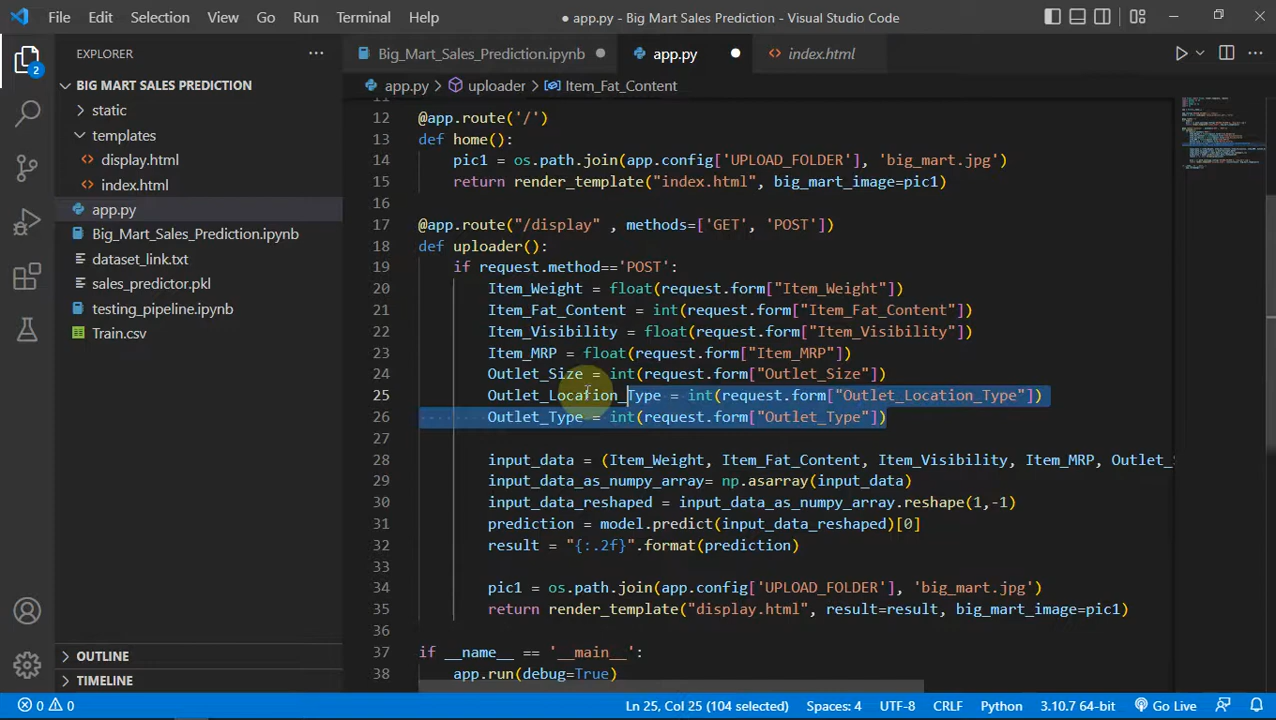 File Edit Selection View Go Run Terminal Help ● app.py - Big Mart Sales Prediction - Visual Studio Code
EXPLORER ···
Big_Mart_Sales_Prediction.ipynb ● app.py ● <> index.html
2
BIG MART SALES PREDICTION
app.py > uploader > Item_Fat_Content
static
templates
display.html
index.html
app.py
Big_Mart_Sales_Prediction.ipynb
dataset_link.txt
sales_predictor.pkl
testing_pipeline.ipynb
Train.csv
OUTLINE
TIMELINE
11
12 @app.route('/')
13 def home():
14 pic1 = os.path.join(app.config['UPLOAD_FOLDER'], 'big_mart.jpg')
15 return render_template("index.html", big_mart_image=pic1)
16
17 @app.route("/display" , methods=['GET', 'POST'])
18 def uploader():
19 if request.method=='POST':
20 Item_Weight = float(request.form["Item_Weight"])
21 Item_Fat_Content = int(request.form["Item_Fat_Content"])
22 Item_Visibility = float(request.form["Item_Visibility"])
23 Item_MRP = float(request.form["Item_MRP"])
24 Outlet_Size = int(request.form["Outlet_Size"])
25 Outlet_Location_Type = int(request.form["Outlet_Location_Type"])
26 Outlet_Type = int(request.form["Outlet_Type"])
27
28 input_data = (Item_Weight, Item_Fat_Content, Item_Visibility, Item_MRP, Outlet_S
29 input_data_as_numpy_array= np.asarray(input_data)
30 input_data_reshaped = input_data_as_numpy_array.reshape(1,-1)
31 prediction = model.predict(input_data_reshaped)[0]
32 result = "{:.2f}".format(prediction)
33
34 pic1 = os.path.join(app.config['UPLOAD_FOLDER'], 'big_mart.jpg')
35 return render_template("display.html", result=result, big_mart_image=pic1)
36
37 if __name__ == '__main__':
38 app.run(debug=True)
0 0 Ln 25, Col 25 (104 selected) Spaces: 4 UTF-8 CRLF Python 3.10.7 64-bit Go Live